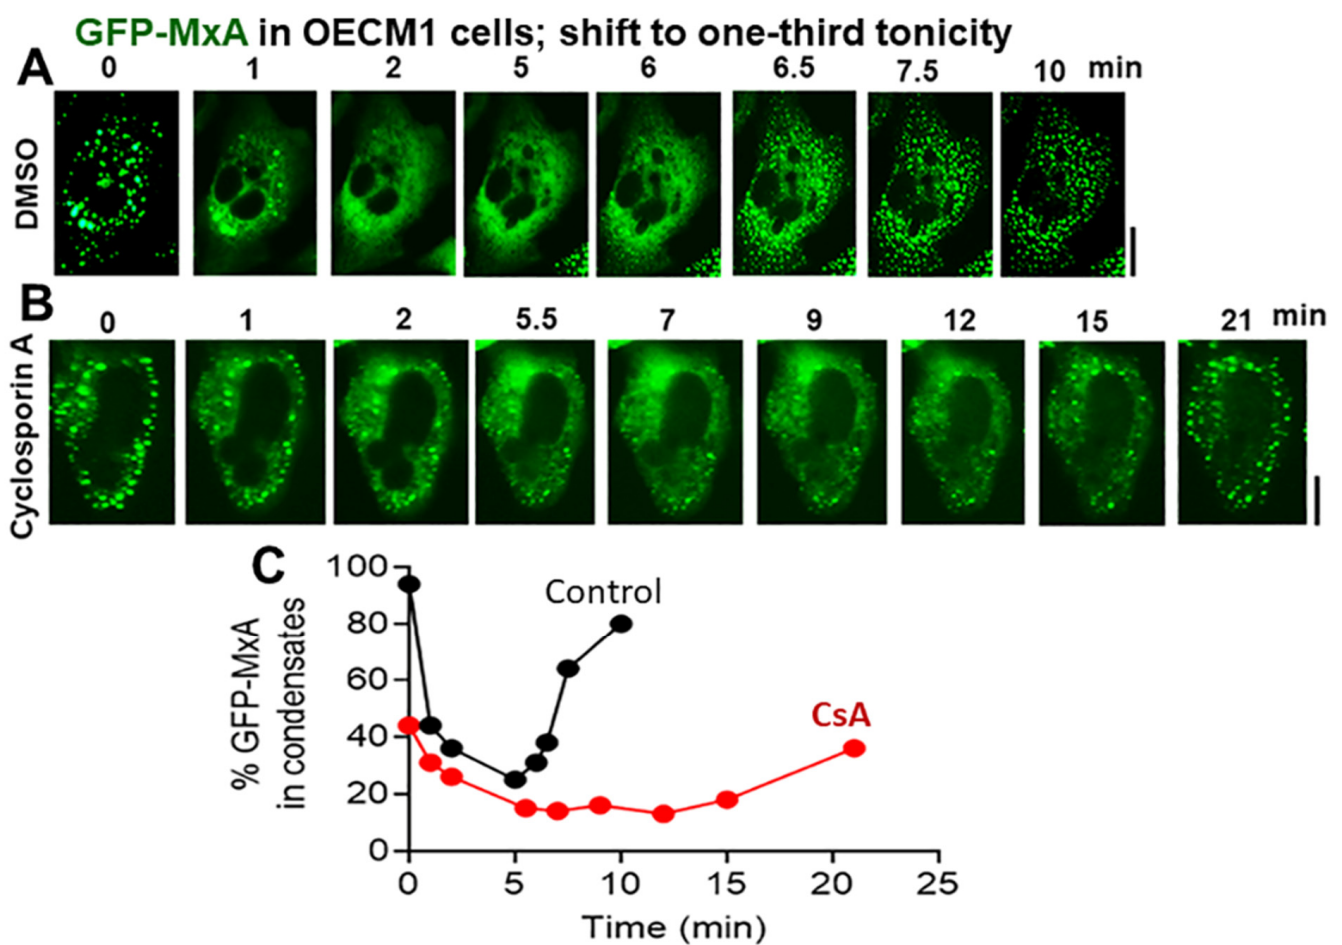 GFP-MxA in OECM1 cells; shift to one-third tonicity
A 0 1 2 5 6 6.5 7.5 10 min
DMSO
B 0 1 2 5.5 7 9 12 15 21 min
Cyclosporin A
C
% GFP-MxA
in condensates
100
80
60
40
20
0
Control
CsA
0 5 10 15 20 25
Time (min)